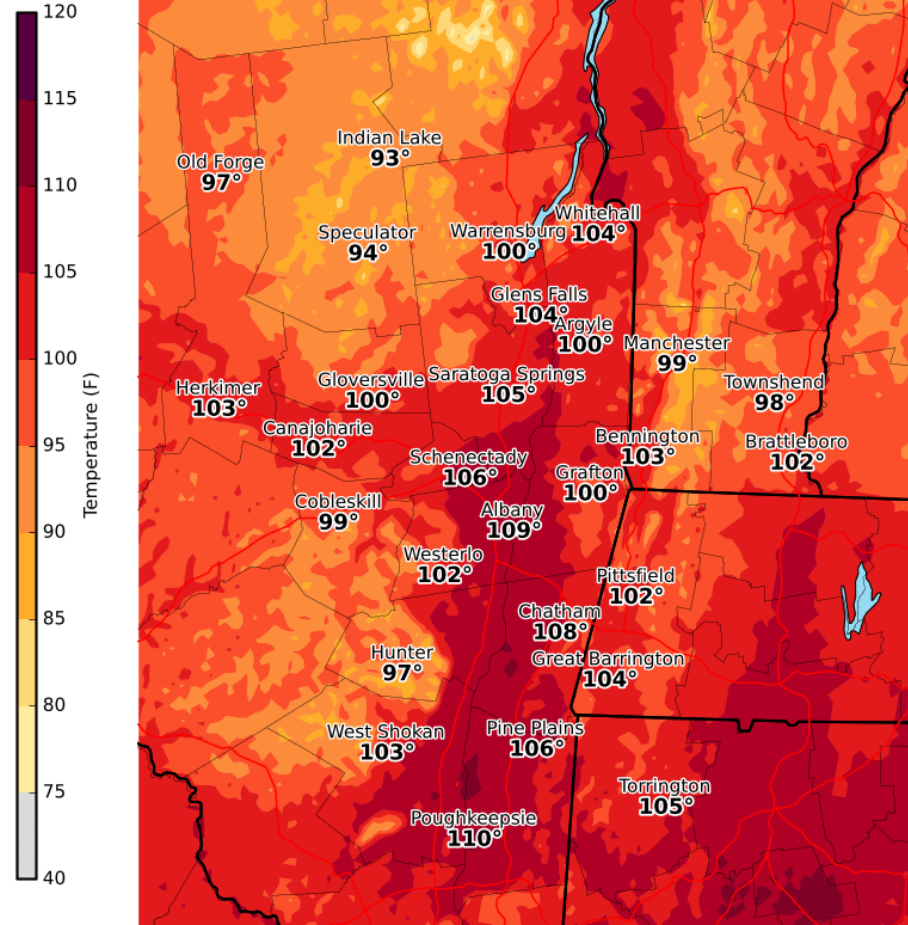 120
115
110
105
100
95
90
85
80
75
40
Temperature (F)
Indian Lake
93°
Old Forge
97°
Whitehall
104°
Speculator
94°
Warrensburg
100°
Glens Falls
104°
Argyle
100°
Manchester
99°
Saratoga Springs
105°
Gloversville
100°
Herkimer
103°
Townshend
98°
Canajoharie
102°
Bennington
103°
Brattleboro
102°
Schenectady
106°
Grafton
100°
Cobleskill
99°
Albany
109°
Westerlo
102°
Pittsfield
102°
Chatham
108°
Hunter
97°
Great Barrington
104°
West Shokan
103°
Pine Plains
106°
Torrington
105°
Poughkeepsie
110°